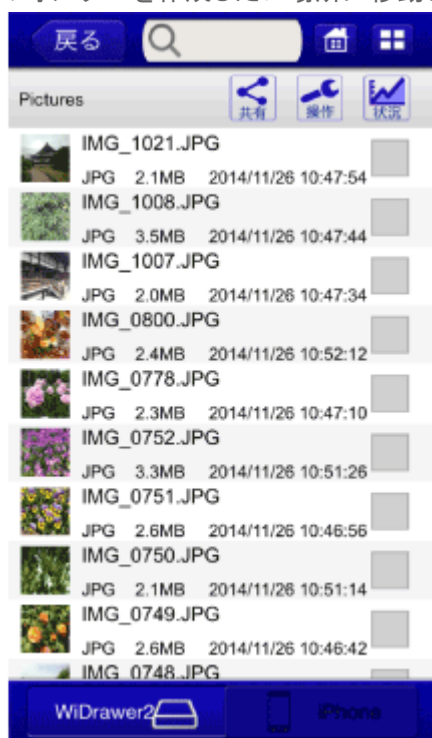 戻る
Pictures
共有
操作
状況
IMG_1021.JPG
JPG 2.1MB 2014/11/26 10:47:54
IMG_1008.JPG
JPG 3.5MB 2014/11/26 10:47:44
IMG_1007.JPG
JPG 2.0MB 2014/11/26 10:47:34
IMG_0800.JPG
JPG 2.4MB 2014/11/26 10:52:12
IMG_0778.JPG
JPG 2.3MB 2014/11/26 10:47:10
IMG_0752.JPG
JPG 3.3MB 2014/11/26 10:51:26
IMG_0751.JPG
JPG 2.6MB 2014/11/26 10:46:56
IMG_0750.JPG
JPG 2.1MB 2014/11/26 10:51:14
IMG_0749.JPG
JPG 2.6MB 2014/11/26 10:46:42
IMG_0748.JPG
WiDrawer2
iPhone